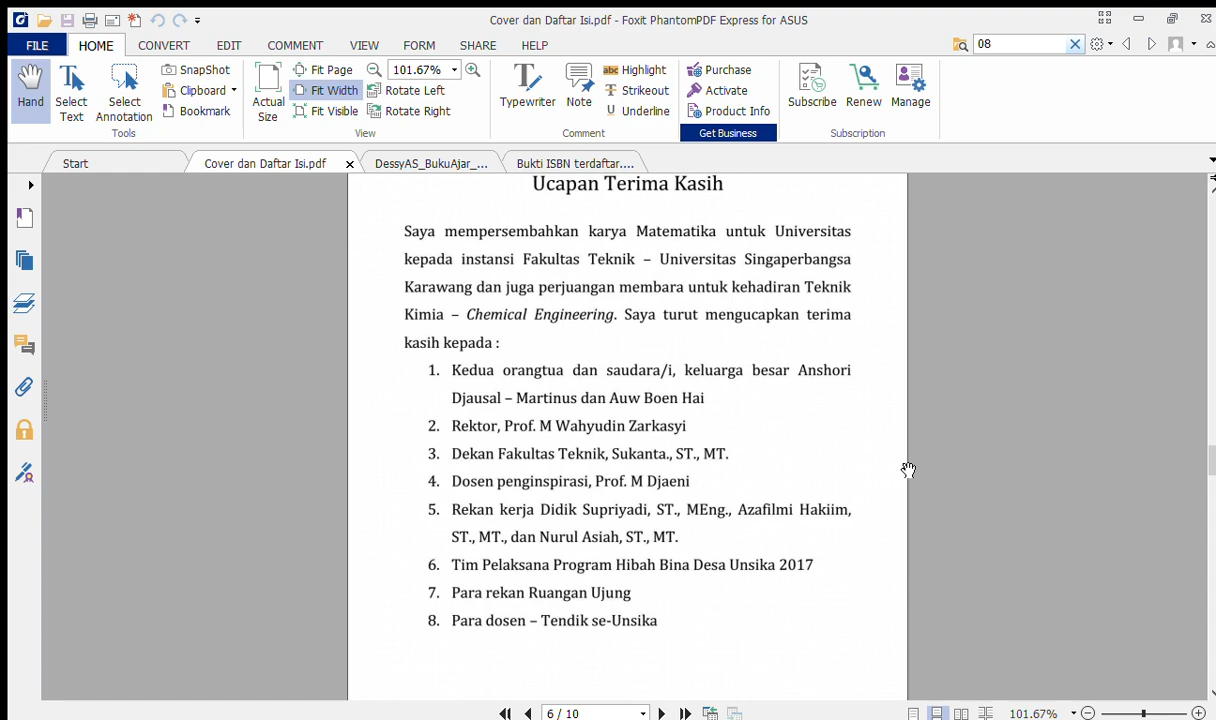 Cover dan Daftar Isi.pdf - Foxit PhantomPDF Express for ASUS
FILE HOME CONVERT EDIT COMMENT VIEW FORM SHARE HELP
08
Hand
Select Text
Select Annotation
SnapShot
Clipboard
Bookmark
Tools
Actual Size
Fit Page
Fit Width
Fit Visible
101.67%
Rotate Left
Rotate Right
View
Typewriter
Note
Highlight
Strikeout
Underline
Comment
Purchase
Activate
Product Info
Get Business
Subscribe
Renew
Manage
Subscription
Start Cover dan Daftar Isi.pdf DessyAS_BukuAjar_... Bukti ISBN terdaftar....
Ucapan Terima Kasih
Saya mempersembahkan karya Matematika untuk Universitas
kepada instansi Fakultas Teknik – Universitas Singaperbangsa
Karawang dan juga perjuangan membara untuk kehadiran Teknik
Kimia – Chemical Engineering. Saya turut mengucapkan terima
kasih kepada :
1. Kedua orangtua dan saudara/i, keluarga besar Anshori
Djausal – Martinus dan Auw Boen Hai
2. Rektor, Prof. M Wahyudin Zarkasyi
3. Dekan Fakultas Teknik, Sukanta., ST., MT.
4. Dosen penginspirasi, Prof. M Djaeni
5. Rekan kerja Didik Supriyadi, ST., MEng., Azafilmi Hakiim,
ST., MT., dan Nurul Asiah, ST., MT.
6. Tim Pelaksana Program Hibah Bina Desa Unsika 2017
7. Para rekan Ruangan Ujung
8. Para dosen – Tendik se-Unsika
6 / 10
101.67%